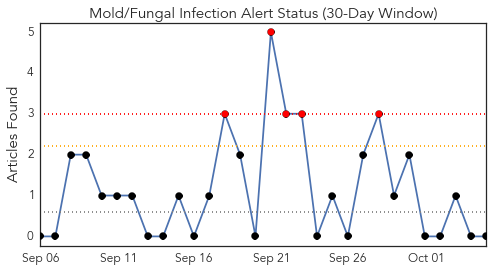 Mold/Fungal Infection Alert Status (30-Day Window)
Articles Found
5
4
3
2
1
0
Sep 06 Sep 11 Sep 16 Sep 21 Sep 26 Oct 01